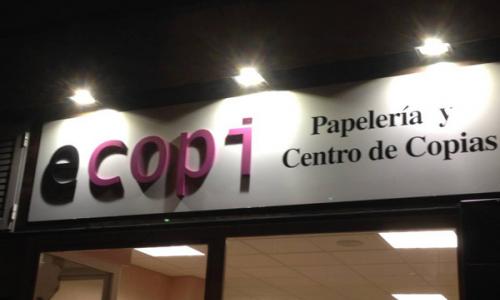 ecopi
Papelería y
Centro de Copias